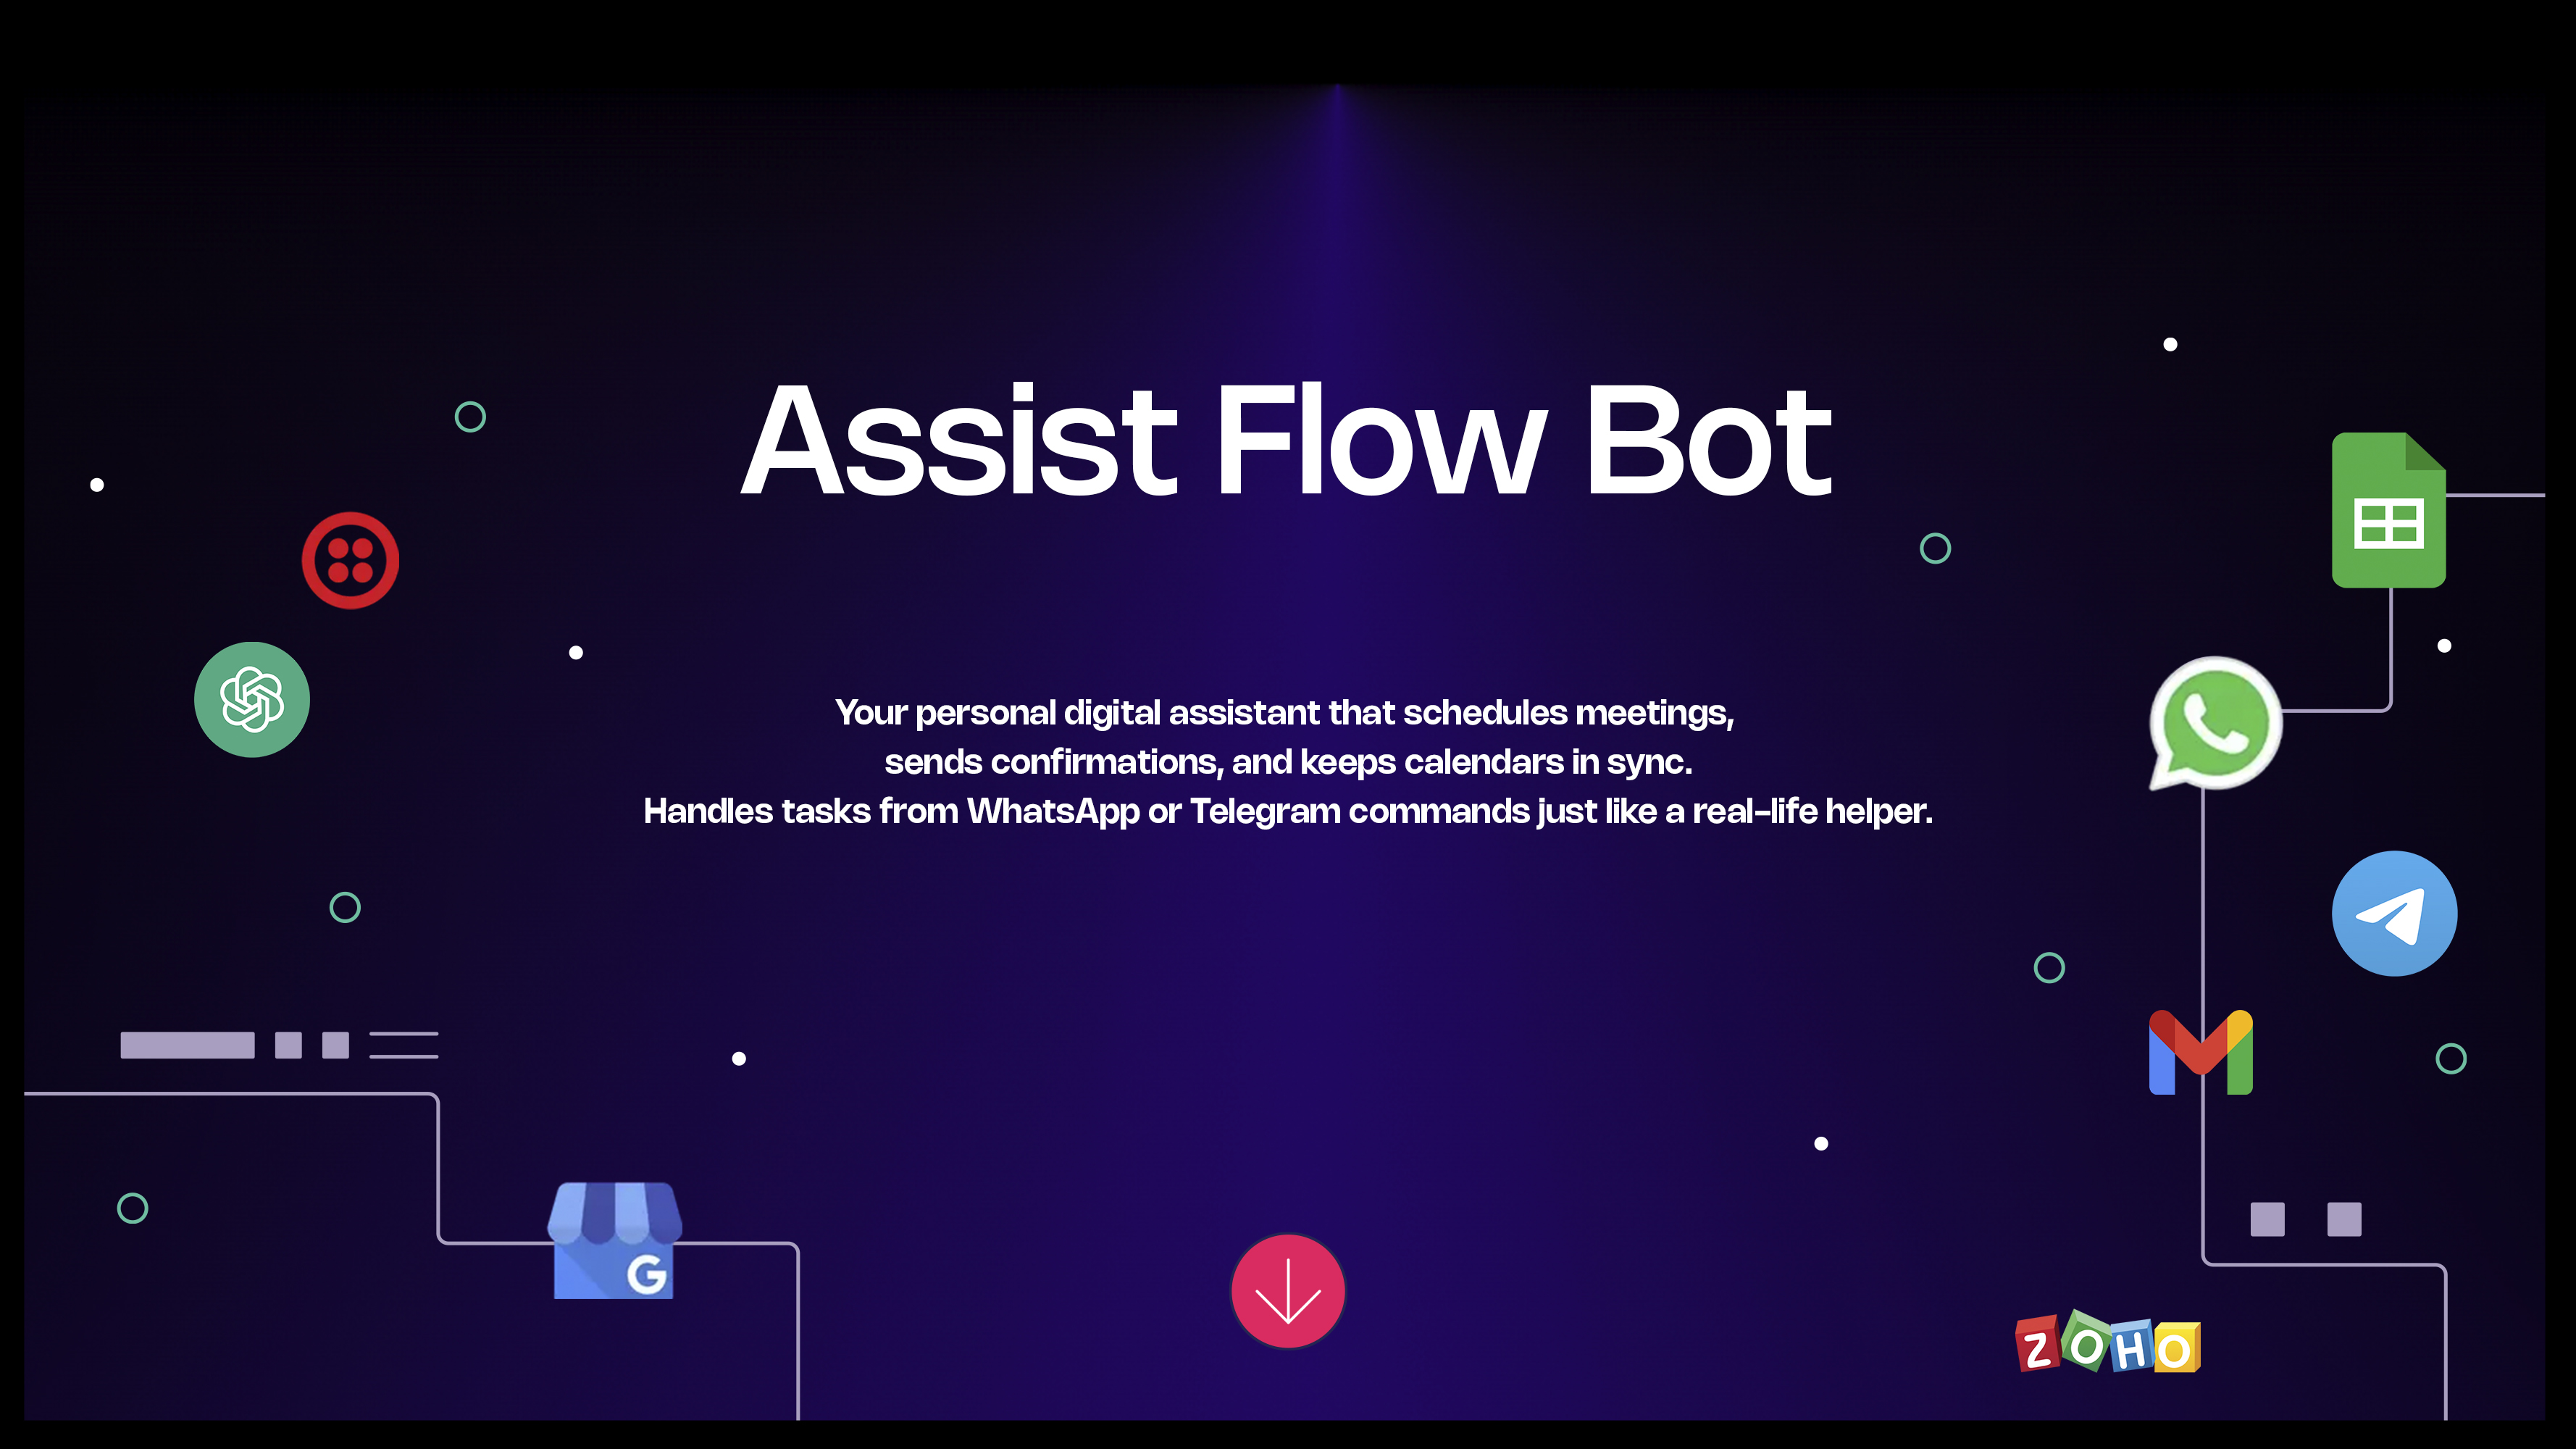 Assist Flow Bot
Your personal digital assistant that schedules meetings,
sends confirmations, and keeps calendars in sync.
Handles tasks from WhatsApp or Telegram commands just like a real-life helper.
G
ZOHO